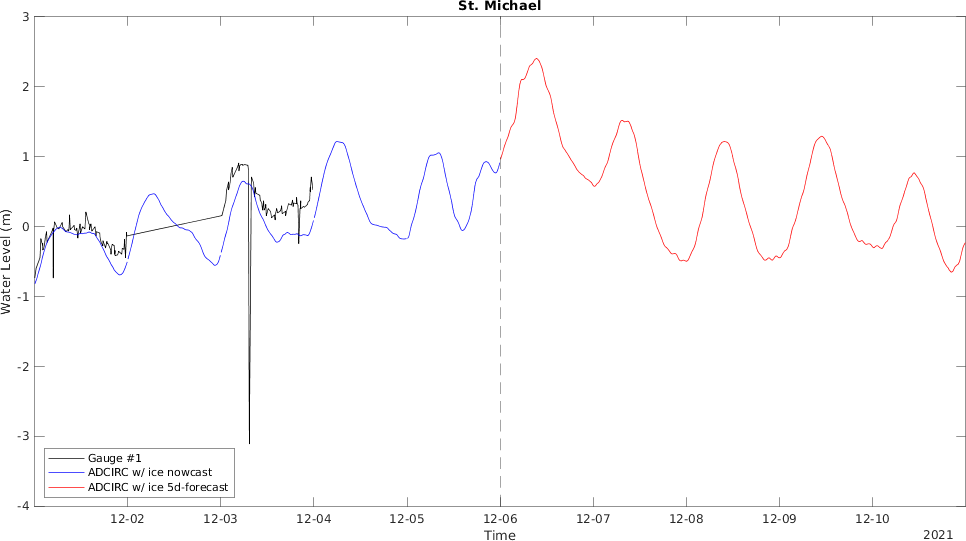 St. Michael
3
2
1
0
-1
-2
-3
-4
Water Level (m)
Gauge #1
ADCIRC w/ ice nowcast
ADCIRC w/ ice 5d-forecast
12-02 12-03 12-04 12-05 12-06 12-07 12-08 12-09 12-10
Time
2021